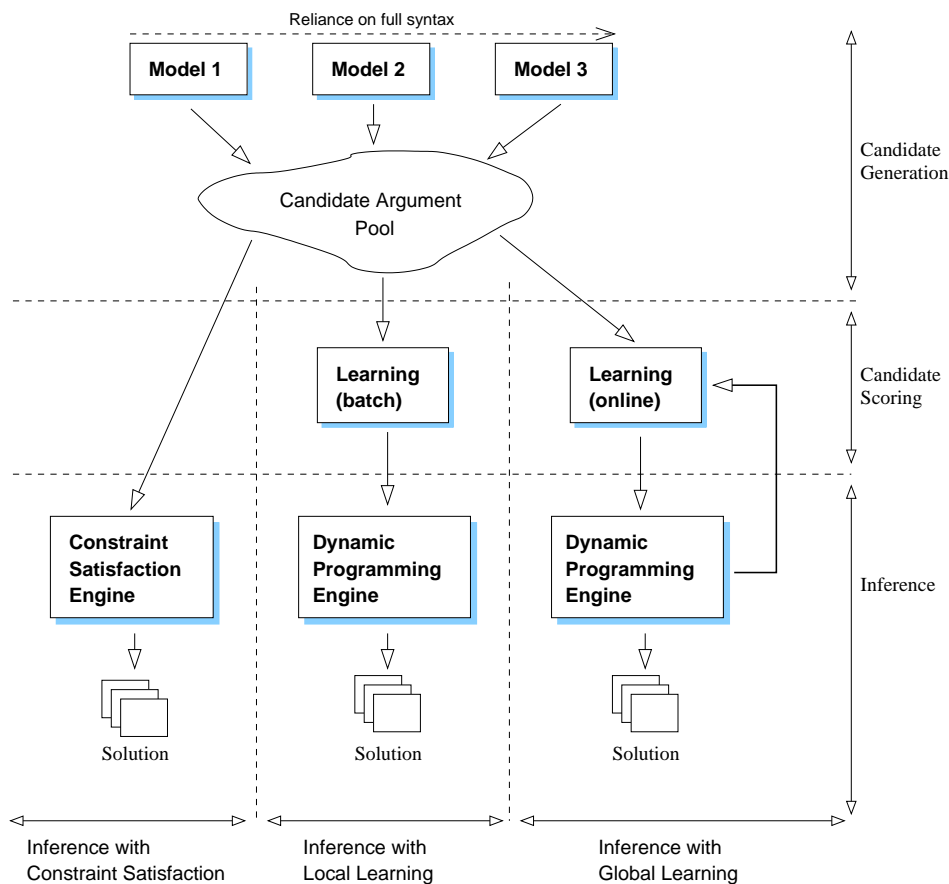 Reliance on full syntax
Model 1
Model 2
Model 3
Candidate Argument
Pool
Candidate
Generation
Learning
(batch)
Learning
(online)
Candidate
Scoring
Constraint
Satisfaction
Engine
Dynamic
Programming
Engine
Dynamic
Programming
Engine
Inference
Solution
Solution
Solution
Inference with
Constraint Satisfaction
Inference with
Local Learning
Inference with
Global Learning